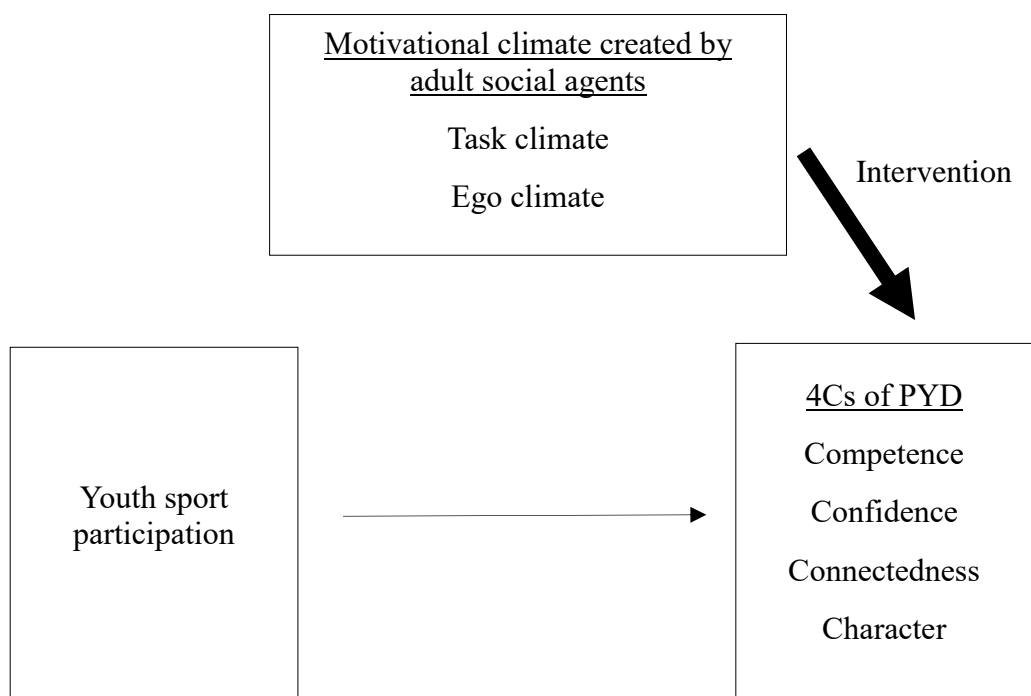 Motivational climate created by
adult social agents
Task climate
Ego climate
Intervention
Youth sport
participation
4Cs of PYD
Competence
Confidence
Connectedness
Character